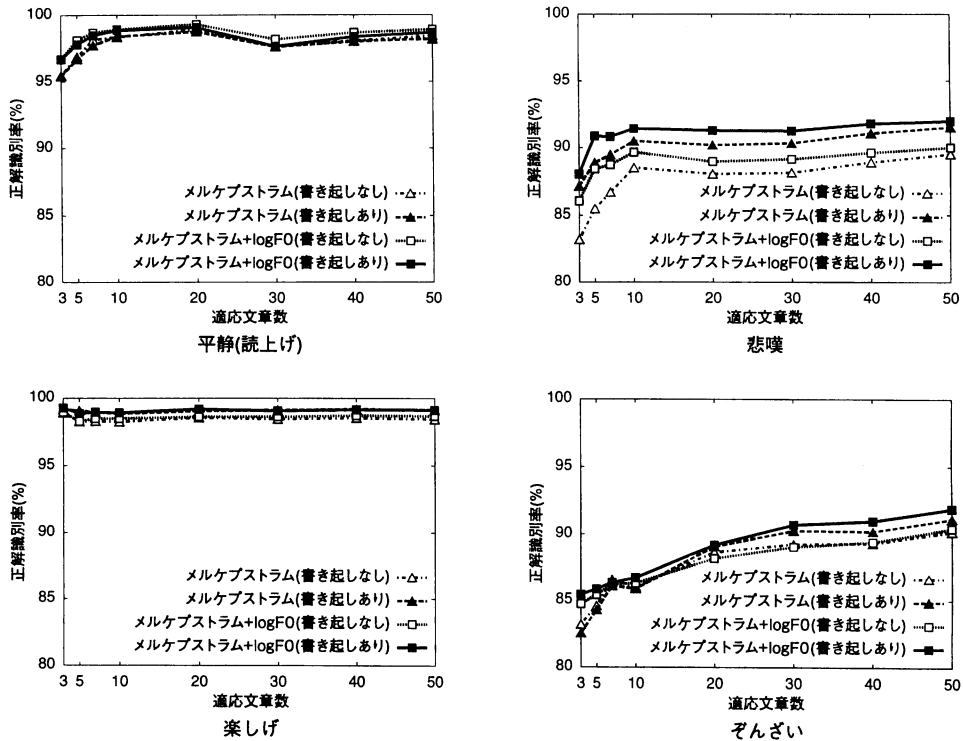 100
95
90
85
80
正解識別率(%)
メルケプストラム(書き起しなし)
メルケプストラム(書き起しあり)
メルケプストラム+logF0(書き起しなし)
メルケプストラム+logF0(書き起しあり)
3 5 10 20 30 40 50
適応文章数
平静(読上げ)
100
95
90
85
80
正解識別率(%)
メルケプストラム(書き起しなし)
メルケプストラム(書き起しあり)
メルケプストラム+logF0(書き起しなし)
メルケプストラム+logF0(書き起しあり)
3 5 10 20 30 40 50
適応文章数
悲嘆
100
95
90
85
80
正解識別率(%)
メルケプストラム(書き起しなし)
メルケプストラム(書き起しあり)
メルケプストラム+logF0(書き起しなし)
メルケプストラム+logF0(書き起しあり)
3 5 10 20 30 40 50
適応文章数
楽しげ
100
95
90
85
80
正解識別率(%)
メルケプストラム(書き起しなし)
メルケプストラム(書き起しあり)
メルケプストラム+logF0(書き起しなし)
メルケプストラム+logF0(書き起しあり)
3 5 10 20 30 40 50
適応文章数
ぞんざい